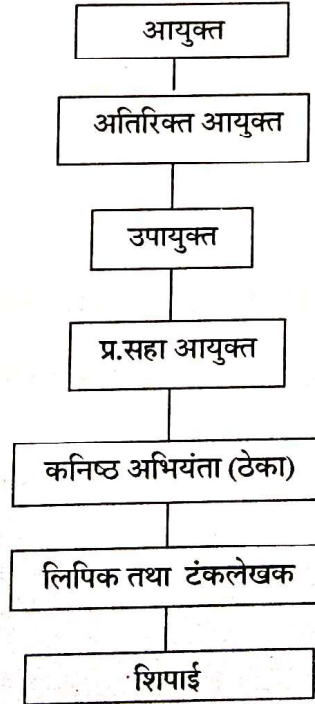 आयुक्त
अतिरिक्त आयुक्त
उपायुक्त
प्र.सहा आयुक्त
कनिष्ठ अभियंता (ठेका)
लिपिक तथा टंकलेखक
शिपाई